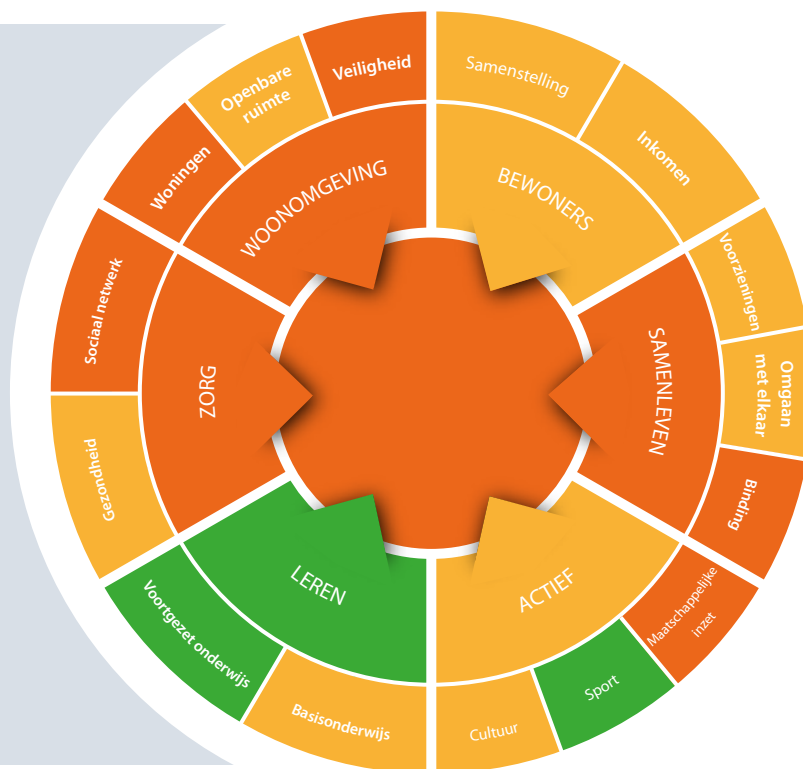 Samenstelling
Inkomen
BEWONERS
Voorzieningen
Omgaan
met elkaar
Binding
SAMENLEVEN
Maatschappelijke
inzet
Sport
Cultuur
ACTIEF
Basisonderwijs
Voortgezet onderwijs
LEREN
Gezondheid
Sociaal netwerk
ZORG
Woningen
Openbare
ruimte
Veiligheid
WOONOMGEVING